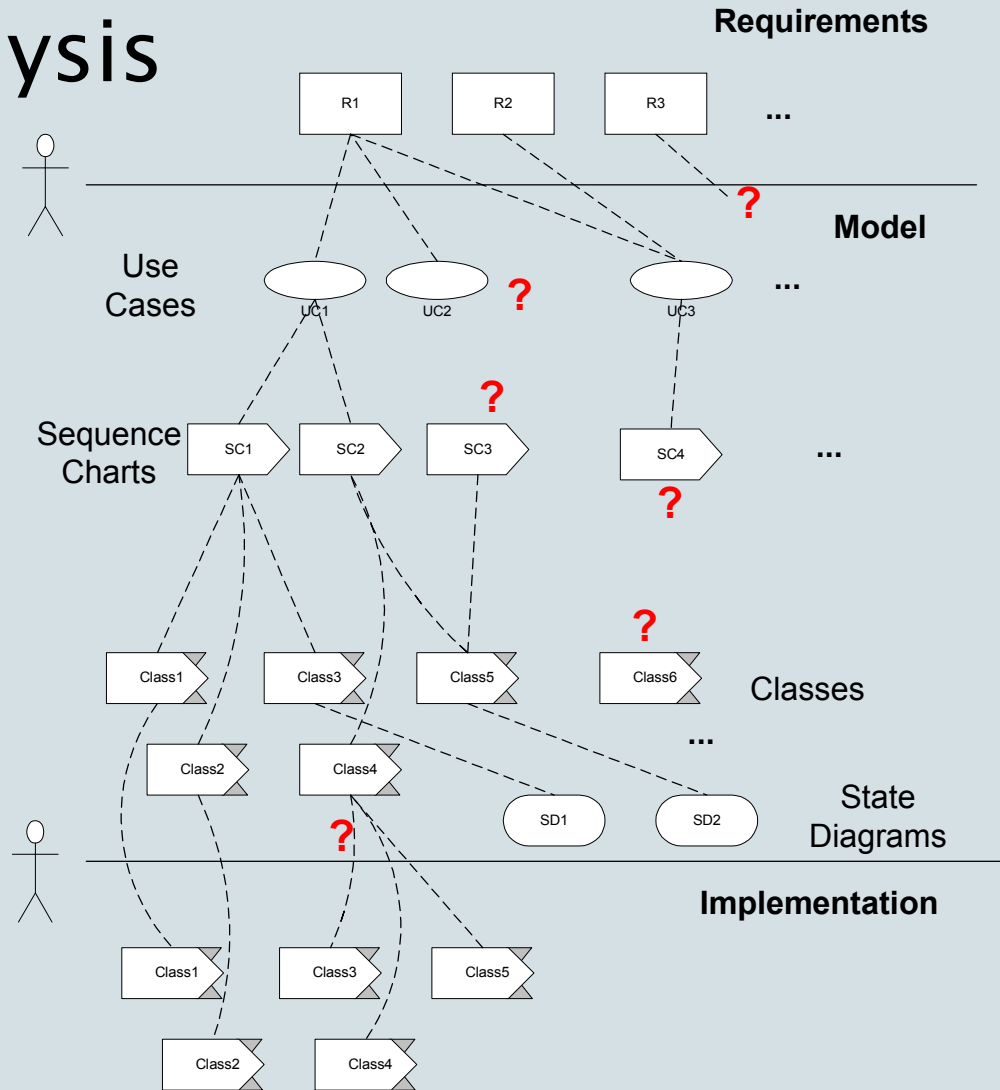 ysis
Requirements
R1
R2
R3
...
?
Model
Use
Cases
UC1
UC2
?
UC3
...
?
Sequence
Charts
SC1
SC2
SC3
SC4
...
?
?
Class1
Class3
Class5
Class6
Classes
...
Class2
Class4
?
SD1
SD2
State
Diagrams
Implementation
Class1
Class3
Class5
Class2
Class4